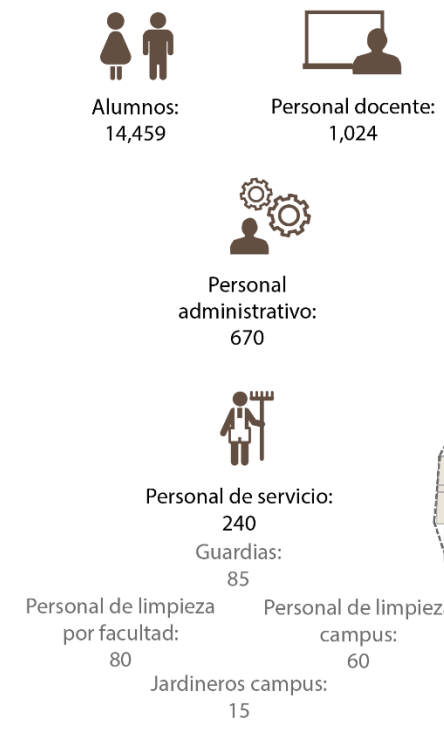 Alumnos:
14,459
Personal docente:
1,024
Personal
administrativo:
670
Personal de servicio:
240
Guardias:
85
Personal de limpieza
por facultad:
80
Personal de limpieza
campus:
60
Jardineros campus:
15